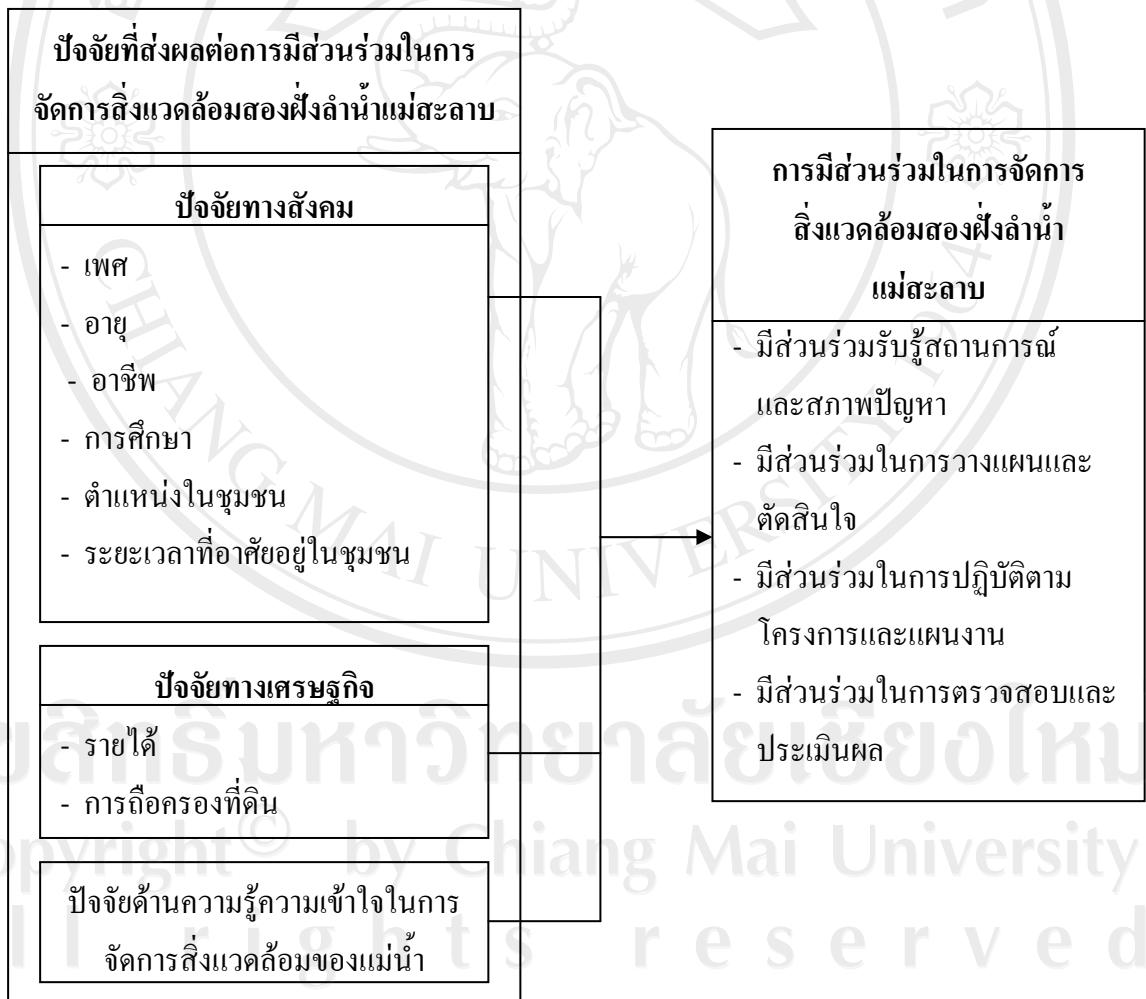 ปัจจัยที่ส่งผลต่อการมีส่วนร่วมในการ
จัดการสิ่งแวดล้อมสองฝั่งลำน้ำแม่สะลาบ
ปัจจัยทางสังคม
- เพศ
- อายุ
- อาชีพ
- การศึกษา
- ตำแหน่งในชุมชน
- ระยะเวลาที่อาศัยอยู่ในชุมชน
ปัจจัยทางเศรษฐกิจ
- รายได้
- การถือครองที่ดิน
ปัจจัยด้านความรู้ความเข้าใจในการ
จัดการสิ่งแวดล้อมของแม่น้ำ
การมีส่วนร่วมในการจัดการ
สิ่งแวดล้อมสองฝั่งลำน้ำ
แม่สะลาบ
- มีส่วนร่วมรับรู้สถานการณ์
และสภาพปัญหา
- มีส่วนร่วมในการวางแผนและ
ตัดสินใจ
- มีส่วนร่วมในการปฏิบัติตาม
โครงการและแผนงาน
- มีส่วนร่วมในการตรวจสอบและ
ประเมินผล
CHIANG MAI UNIVERSITY
มหาวิทยาลัยเชียงใหม่
by Chiang Mai University
rights reserved